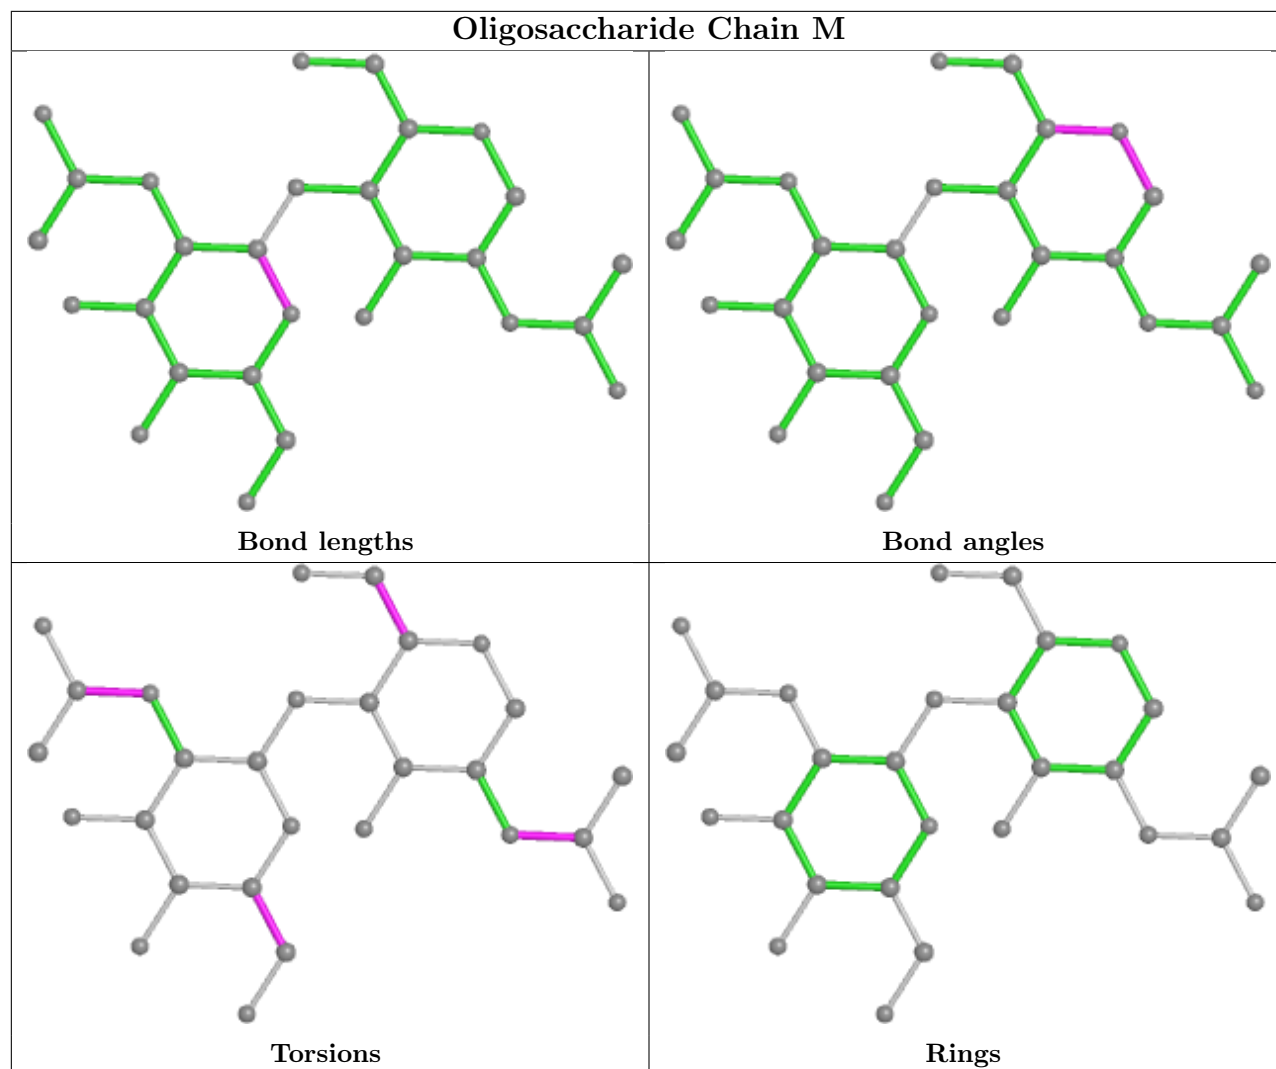 Oligosaccharide Chain M
Bond lengths
Bond angles
Torsions
Rings